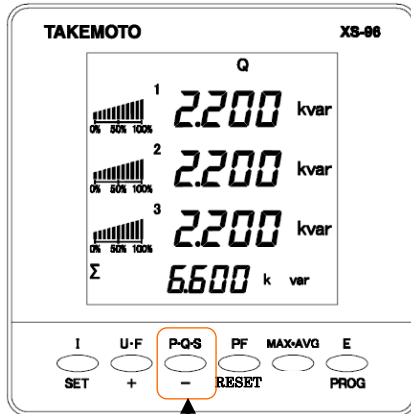 TAKEMOTO XS-96
Q
1 2.200 kvar
0% 50% 100%
2 2.200 kvar
0% 50% 100%
3 2.200 kvar
0% 50% 100%
Σ 6.600 k var
I U·F P·Q·S PF MAX·AVG E
SET + − RESET PROG